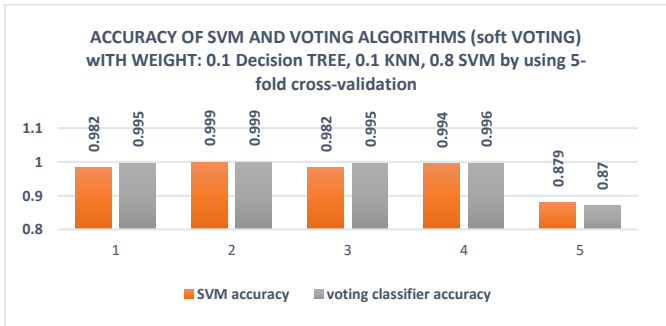 ACCURACY OF SVM AND VOTING ALGORITHMS (soft VOTING)
wITH WEIGHT: 0.1 Decision TREE, 0.1 KNN, 0.8 SVM by using 5-
fold cross-validation
0.982 0.995 0.999 0.999 0.982 0.995 0.994 0.996 0.879 0.87
1.1
1
0.9
0.8
1 2 3 4 5
SVM accuracy voting classifier accuracy